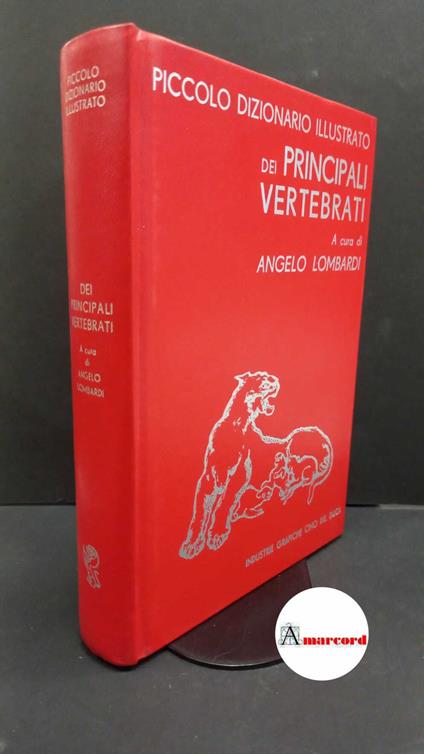 PICCOLO
DIZIONARIO
ILLUSTRATO
DEI
PRINCIPALI
VERTEBRATI
A cura
di
ANGELO
LOMBARDI
PICCOLO DIZIONARIO ILLUSTRATO
DEI PRINCIPALI
VERTEBRATI
A cura di
ANGELO LOMBARDI
INDUSTRIE GRAFICHE CINO DEL DUCA
Amarcord